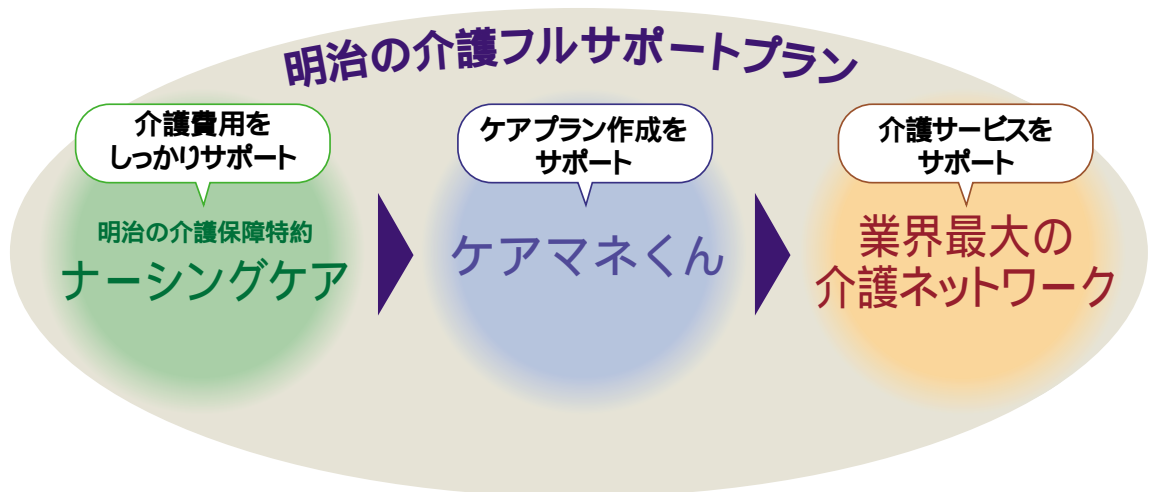 明治の介護フルサポートプラン
介護費用を
しっかりサポート
明治の介護保障特約
ナーシングケア
ケアプラン作成を
サポート
ケアマネくん
介護サービスを
サポート
業界最大の
介護ネットワーク